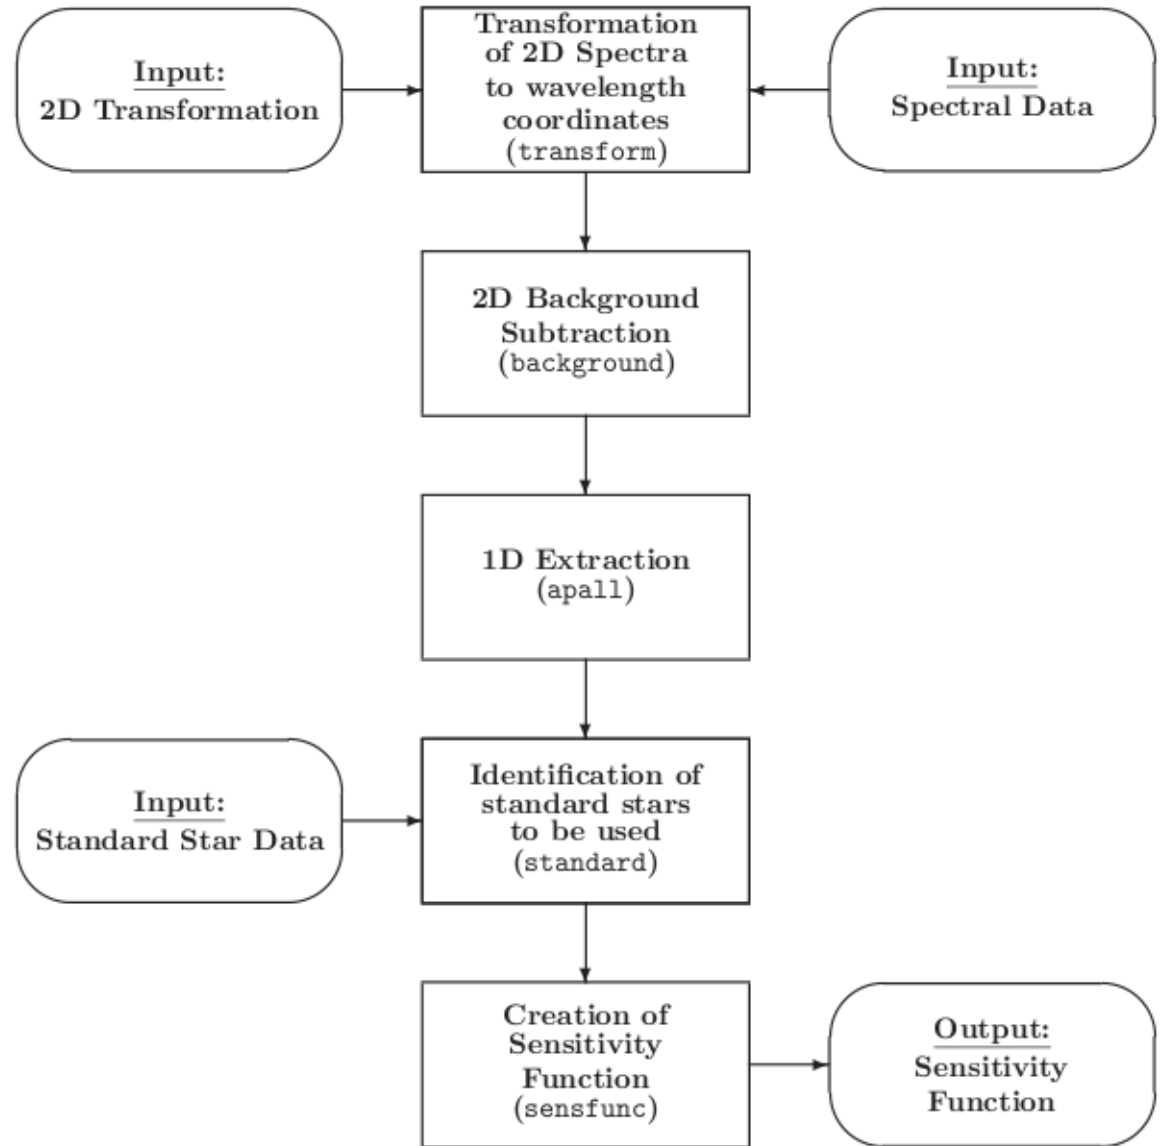 Input:
2D Transformation
Transformation
of 2D Spectra
to wavelength
coordinates
(transform)
Input:
Spectral Data
2D Background
Subtraction
(background)
1D Extraction
(apall)
Input:
Standard Star Data
Identification of
standard stars
to be used
(standard)
Creation of
Sensitivity
Function
(sensfunc)
Output:
Sensitivity
Function